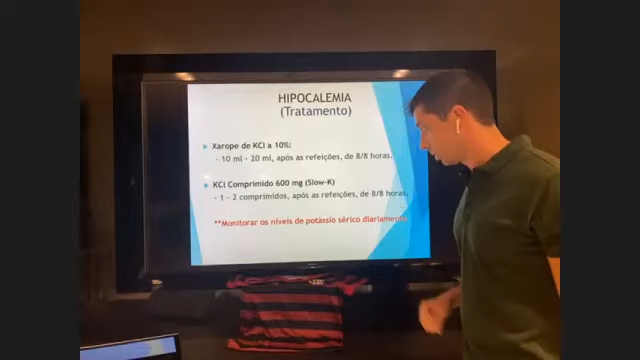 HIPOCALEMIA
(Tratamento)
Xarope de KCl a 10%:
- 10 ml - 20 ml, após as refeições, de 8/8 horas.
KCl Comprimido 600 mg (Slow-K)
- 1 - 2 comprimidos, após as refeições, de 8/8 horas.
**Monitorar os níveis de potássio sérico diariamente